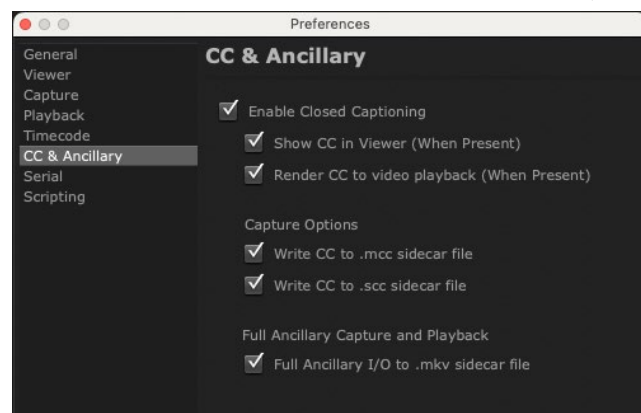 Preferences
General
Viewer
Capture
Playback
Timecode
CC & Ancillary
Serial
Scripting
CC & Ancillary
Enable Closed Captioning
Show CC in Viewer (When Present)
Render CC to video playback (When Present)
Capture Options
Write CC to .mcc sidecar file
Write CC to .scc sidecar file
Full Ancillary Capture and Playback
Full Ancillary I/O to .mkv sidecar file